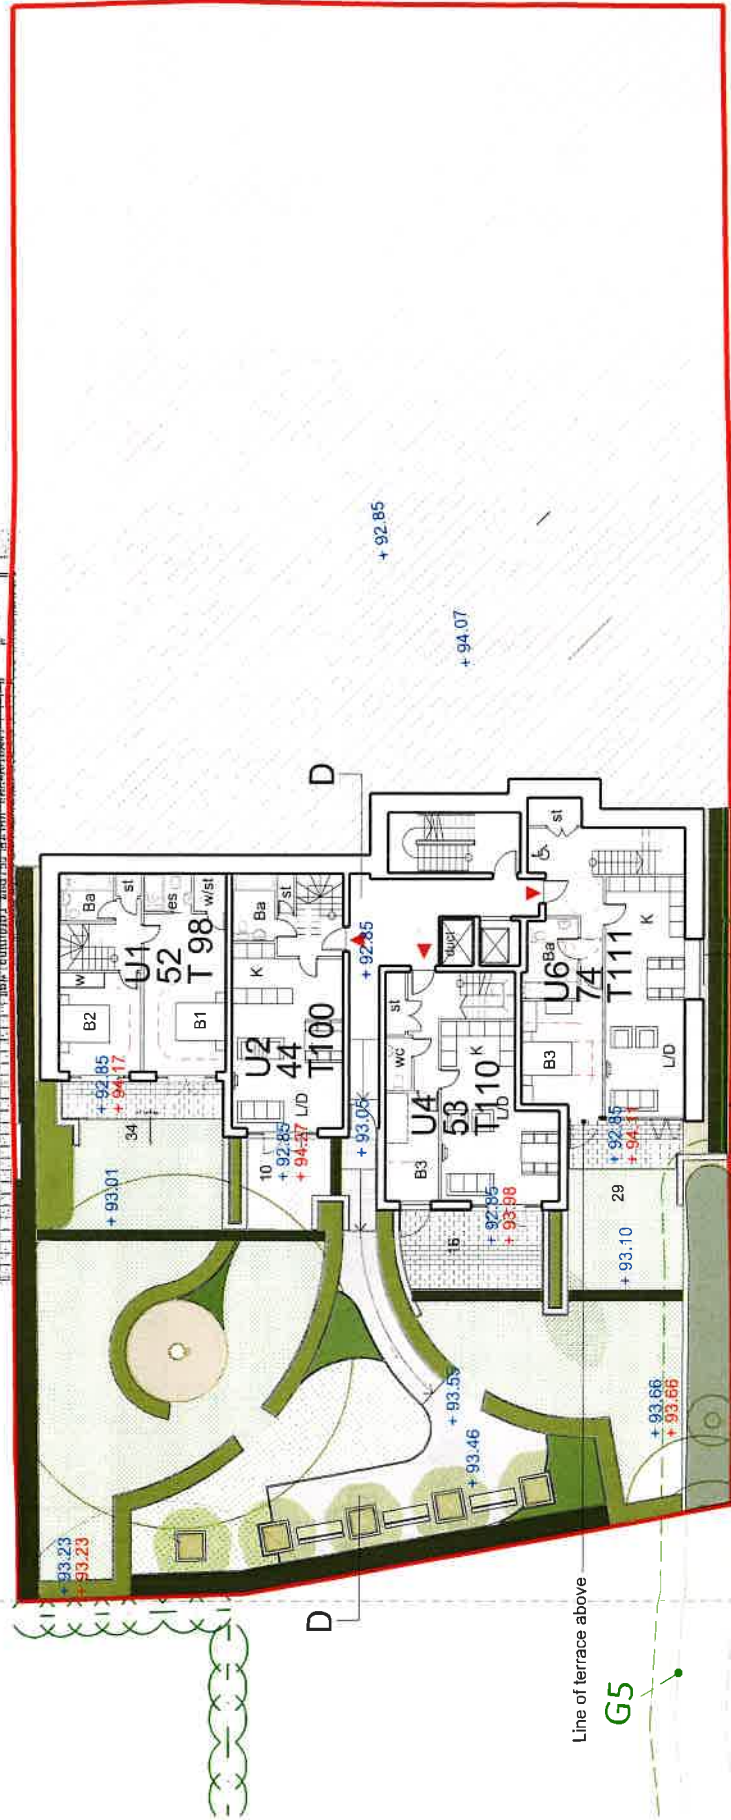 + 92.85
+ 94.07
D
Ba
st
es
w/st
W
B2
B1
U1
52
T 98
+ 92.85
+ 94.17
34
+ 93.01
Ba
st
K
U2
44
T100
L/D
10
+ 92.85
+ 94.27
+ 92.85
+ 93.05
duct
st
wc
K
U4
53
T110
L/D
B3
+ 92.85
+ 93.98
16
st
Ba
K
U6
74
T111
B3
L/D
+ 92.85
+ 94.11
29
+ 93.10
+ 93.55
+ 93.46
+ 93.66
+ 93.66
+ 93.23
+ 93.23
D
Line of terrace above
G5